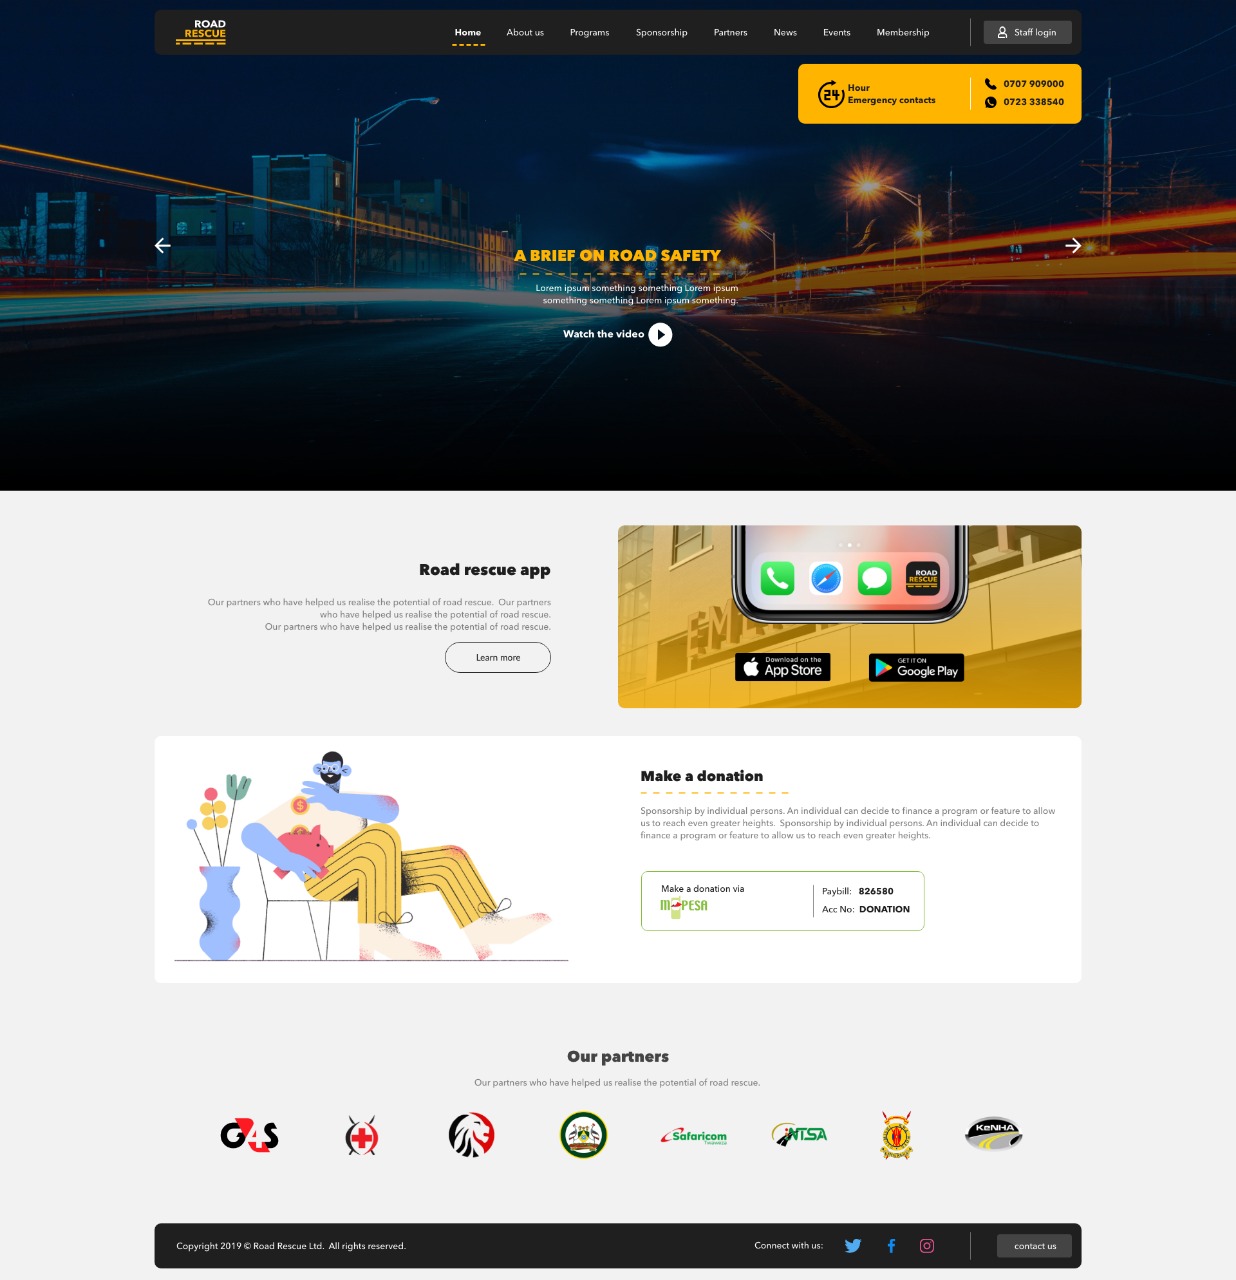 ROAD
RESCUE
Home
About us
Programs
Sponsorship
Partners
News
Events
Membership
Staff login
24
Hour
Emergency contacts
0707 909000
0723 338540
A BRIEF ON ROAD SAFETY
Lorem ipsum something something Lorem ipsum
something something Lorem ipsum something.
Watch the video
Road rescue app
Our partners who have helped us realise the potential of road rescue.  Our partners
who have helped us realise the potential of road rescue.
Our partners who have helped us realise the potential of road rescue.
Learn more
ROAD
RESCUE
Download on the
App Store
GET IT ON
Google Play
Make a donation
Sponsorship by individual persons. An individual can decide to finance a program or feature to allow
us to reach even greater heights.  Sponsorship by individual persons. An individual can decide to
finance a program or feature to allow us to reach even greater heights.
Make a donation via
M-PESA
Paybill: 826580
Acc No: DONATION
Our partners
Our partners who have helped us realise the potential of road rescue.
G4S
Safaricom
NTSA
KeNHA
Copyright 2019 © Road Rescue Ltd.  All rights reserved.
Connect with us:
contact us